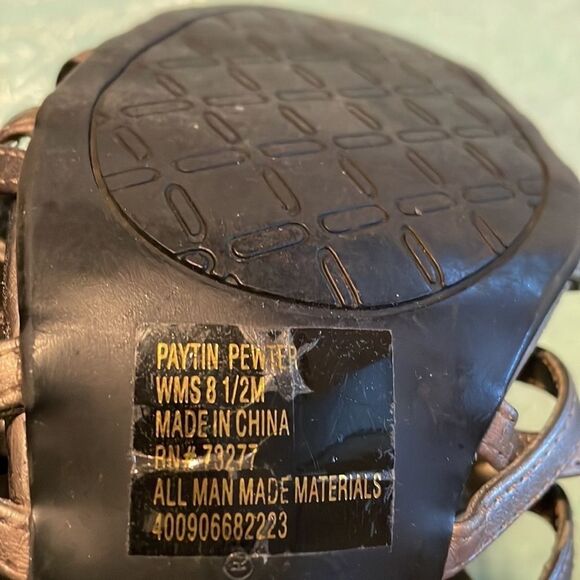 PAYTIN PEWTER
WMS 8 1/2M
MADE IN CHINA
RN# 73277
ALL MAN MADE MATERIALS
400906682223
®